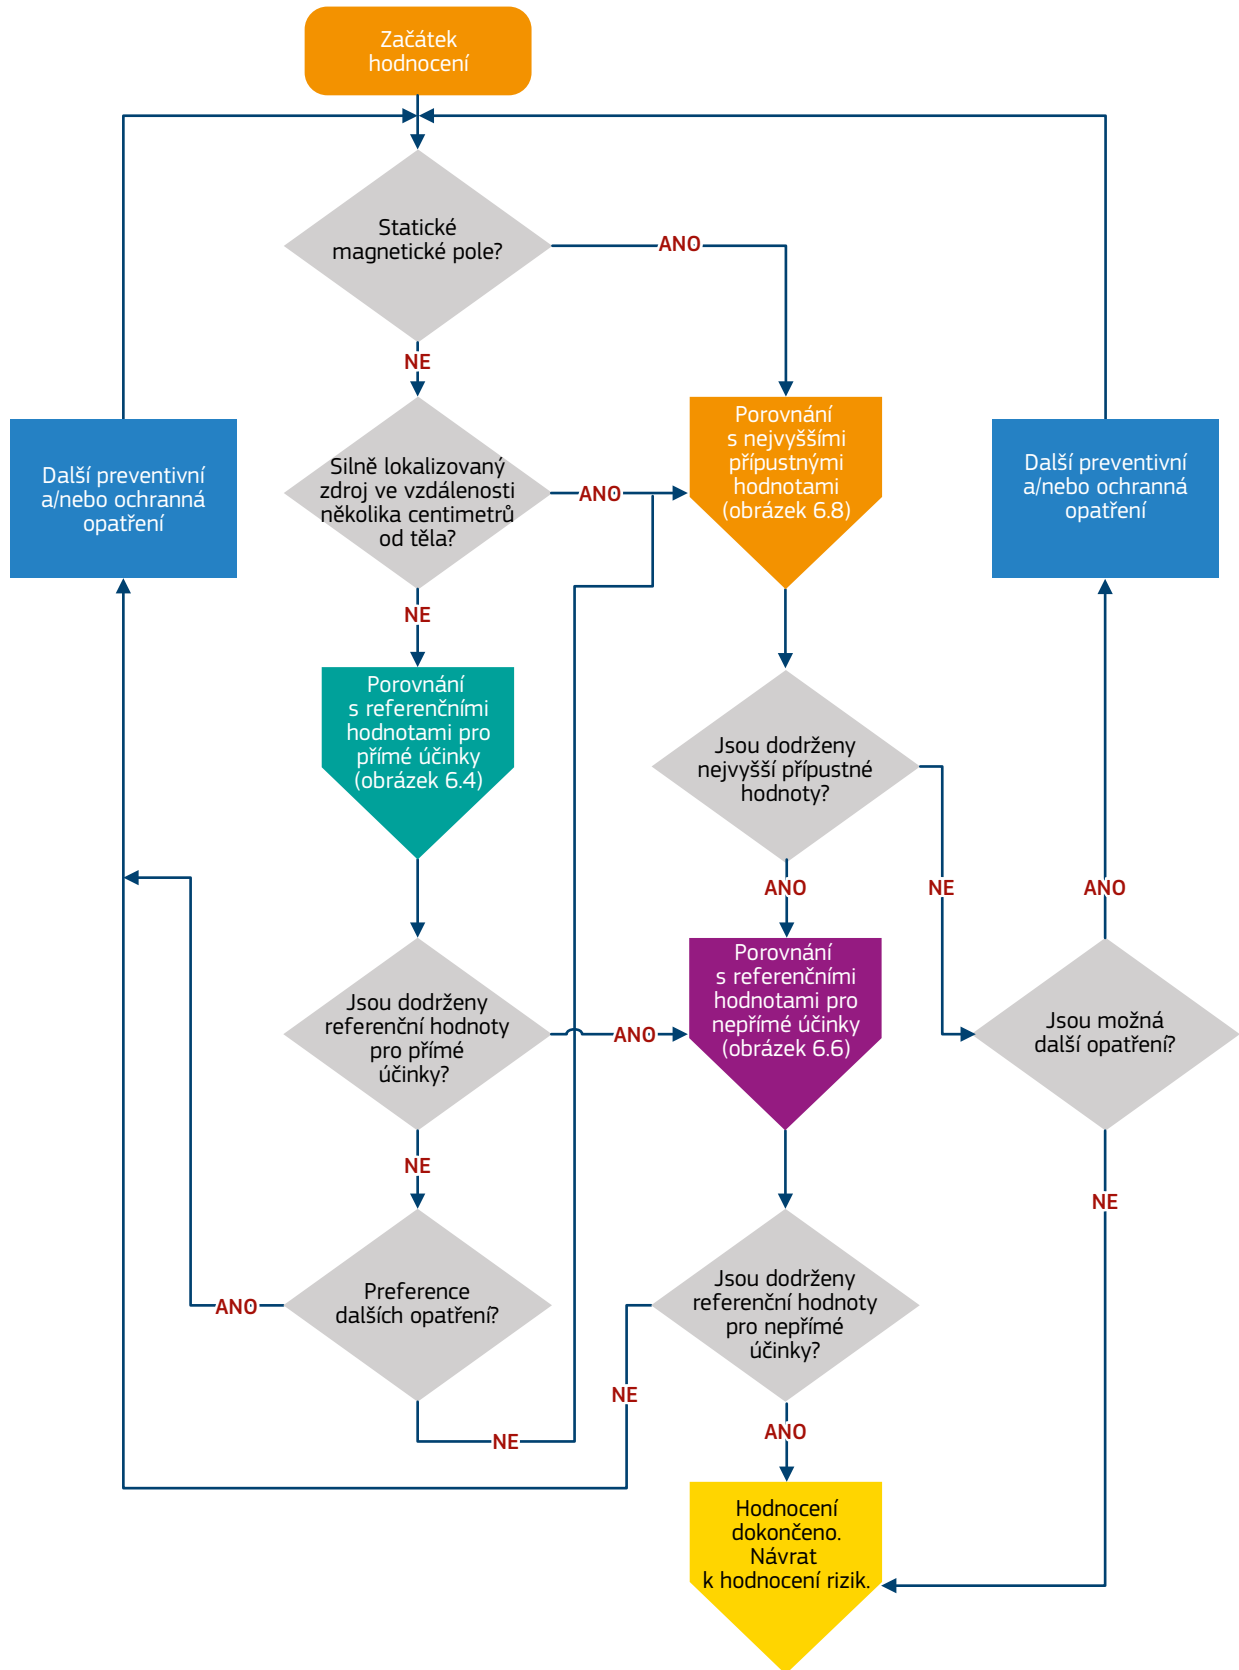 Začátek
hodnocení
Statické
magnetické pole?
ANO
NE
Další preventivní
a/nebo ochranná
opatření
Silně lokalizovaný
zdroj ve vzdálenosti
několika centimetrů
od těla?
ANO
Porovnání
s nejvyššími
přípustnými
hodnotami
(obrázek 6.8)
Další preventivní
a/nebo ochranná
opatření
NE
Porovnání
s referenčními
hodnotami pro
přímé účinky
(obrázek 6.4)
Jsou dodrženy
nejvyšší přípustné
hodnoty?
ANO
NE
ANO
Jsou dodrženy
referenční hodnoty
pro přímé
účinky?
ANO
Porovnání
s referenčními
hodnotami pro
nepřímé účinky
(obrázek 6.6)
Jsou možná
další opatření?
NE
NE
ANO
Preference
dalších opatření?
Jsou dodrženy
referenční hodnoty
pro nepřímé
účinky?
NE
NE
ANO
Hodnocení
dokončeno.
Návrat
k hodnocení rizik.